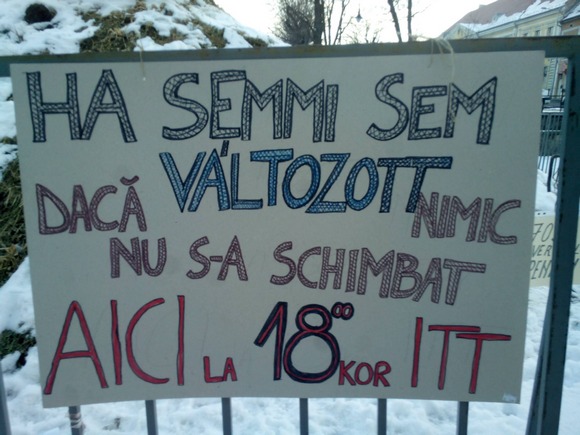 HA SEMMI SEM
VÁLTOZOTT
DACĂ NIMIC
NU S-A SCHIMBAT
AICI LA 18⁰⁰ KOR ITT